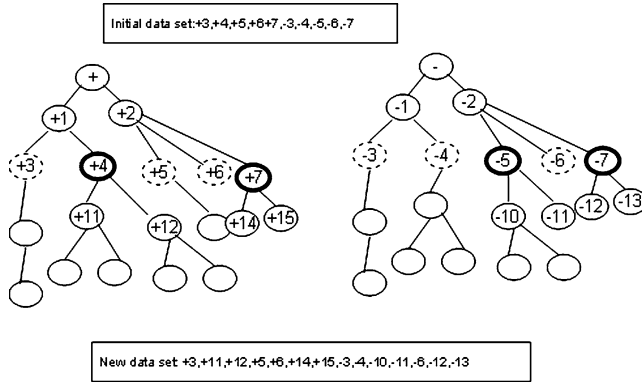 Initial data set:+3,+4,+5,+6+7,-3,-4,-5,-6,-7
+ -
+1 +2 -1 -2
+3 +4 +5 +6 +7 -3 -4 -5 -6 -7
+11 +12 +14 +15 -10 -11 -12 -13
New data set: +3,+11,+12,+5,+6,+14,+15,-3,-4,-10,-11,-6,-12,-13